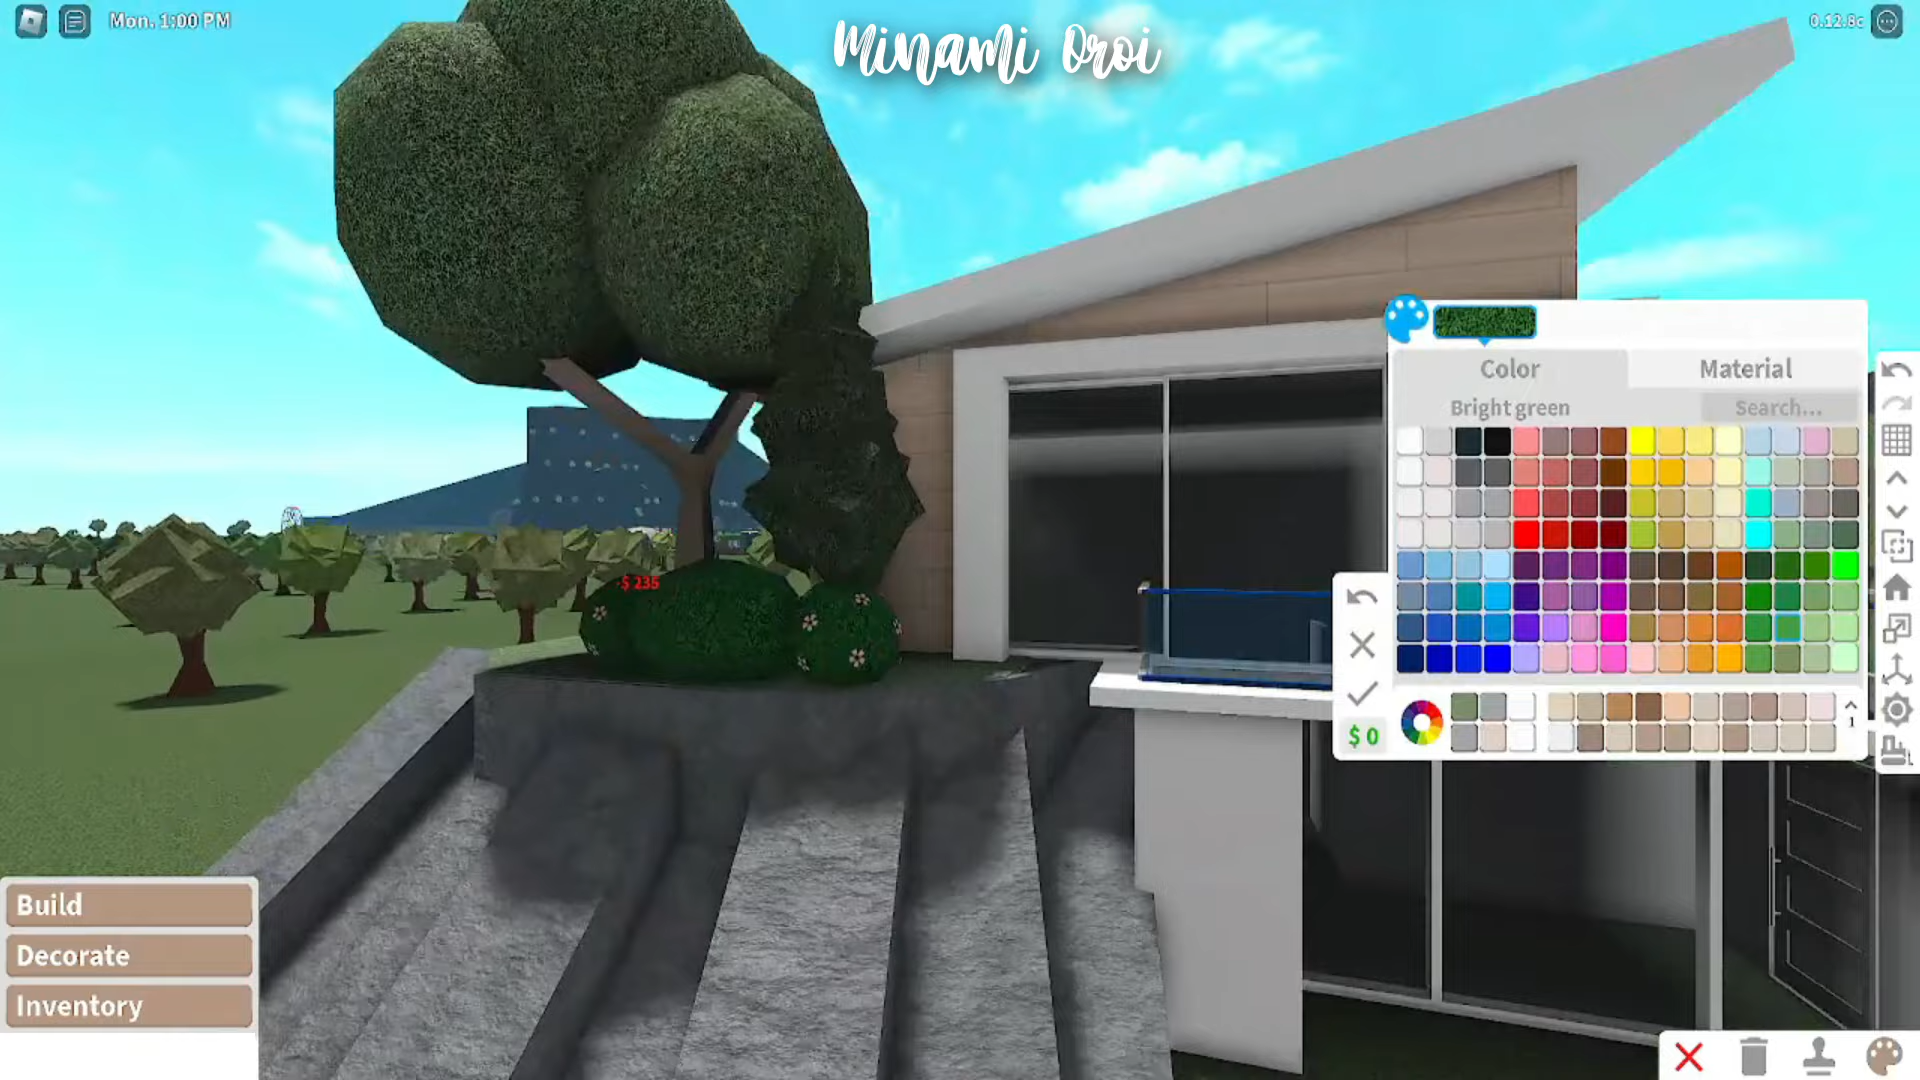 Mon. 1:00 PM
Minami Oroi
0.12.8c
Color
Material
Bright green
Search...
-$ 235
$ 0
1
Build
Decorate
Inventory